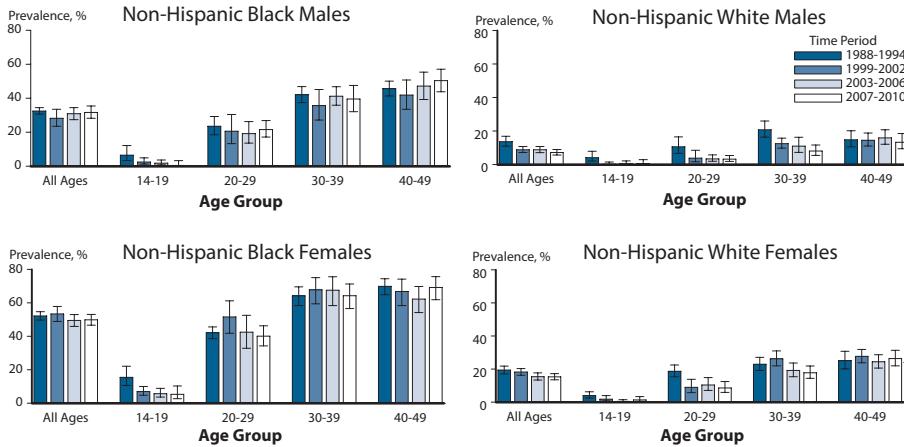 Prevalence, %
Non-Hispanic Black Males
80
60
40
20
0
All Ages 14-19 20-29 30-39 40-49
Age Group
Prevalence, %
Non-Hispanic White Males
80
60
40
20
0
Time Period
1988-1994
1999-2002
2003-2006
2007-2010
All Ages 14-19 20-29 30-39 40-49
Age Group
Prevalence, %
Non-Hispanic Black Females
80
60
40
20
0
All Ages 14-19 20-29 30-39 40-49
Age Group
Prevalence, %
Non-Hispanic White Females
80
60
40
20
0
All Ages 14-19 20-29 30-39 40-49
Age Group